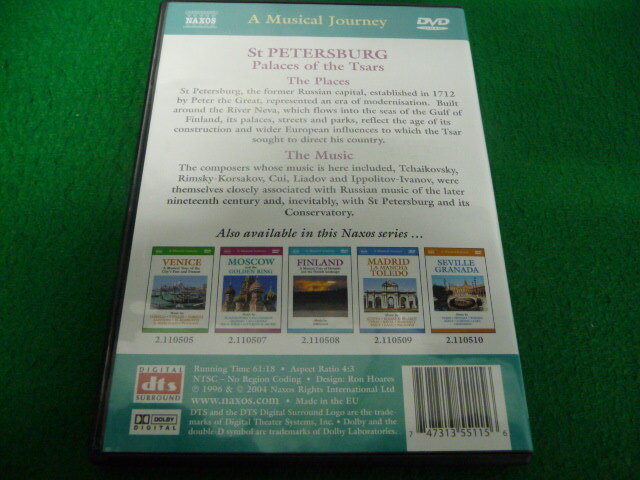 NAXOS
A Musical Journey
DVD
St PETERSBURG
Palaces of the Tsars
The Places
St Petersburg, the former Russian capital, established in 1712
by Peter the Great, represented an era of modernisation. Built
around the River Neva, which flows into the seas of the Gulf of
Finland, its palaces, streets and parks, reflect the age of its
construction and wider European influences to which the Tsar
sought to direct his country.
The Music
The composers whose music is here included, Tchaikovsky,
Rimsky-Korsakov, Cui, Liadov and Ippolitov-Ivanov, were
themselves closely associated with Russian music of the later
nineteenth century and, inevitably, with St Petersburg and its
Conservatory.
Also available in this Naxos series ...
VENICE
MOSCOW
GOLDEN RING
FINLAND
MADRID
LA MANCHA
TOLEDO
SEVILLE
GRANADA
2.110505
2.110507
2.110508
2.110509
2.110510
DIGITAL
dts
SURROUND
DOLBY
DIGITAL
Running Time 61:18 • Aspect Ratio 4:3
NTSC – No Region Coding • Design: Ron Hoares
© 1996 & © 2004 Naxos Rights International Ltd
www.naxos.com • Made in the EU
DTS and the DTS Digital Surround Logo are the trade-
marks of Digital Theater Systems, Inc. • Dolby and the
double-D symbol are trademarks of Dolby Laboratories.
7 47313 55115 6